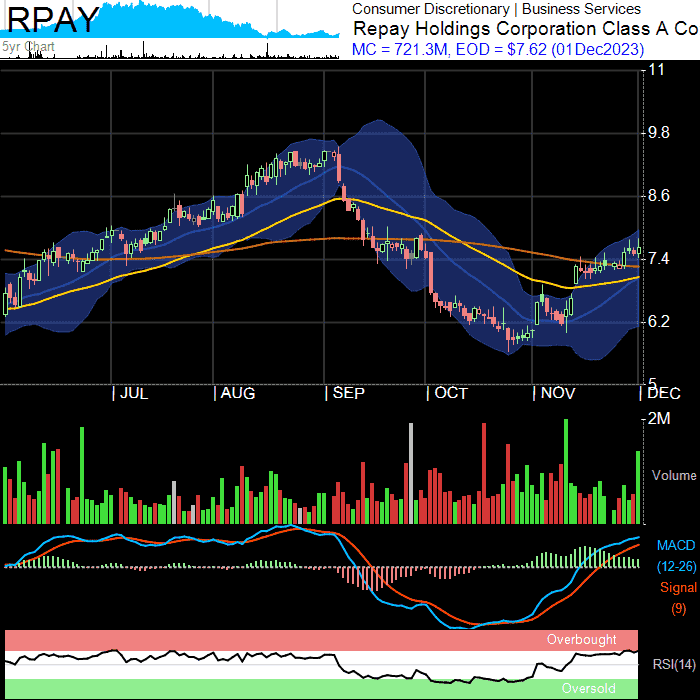 RPAY
5yr Chart
Consumer Discretionary | Business Services
Repay Holdings Corporation Class A Co
MC = 721.3M, EOD = $7.62 (01Dec2023)
11
9.8
8.6
7.4
6.2
5
JUL
AUG
SEP
OCT
NOV
DEC
2M
Volume
MACD
(12-26)
Signal
(9)
Overbought
RSI(14)
Oversold